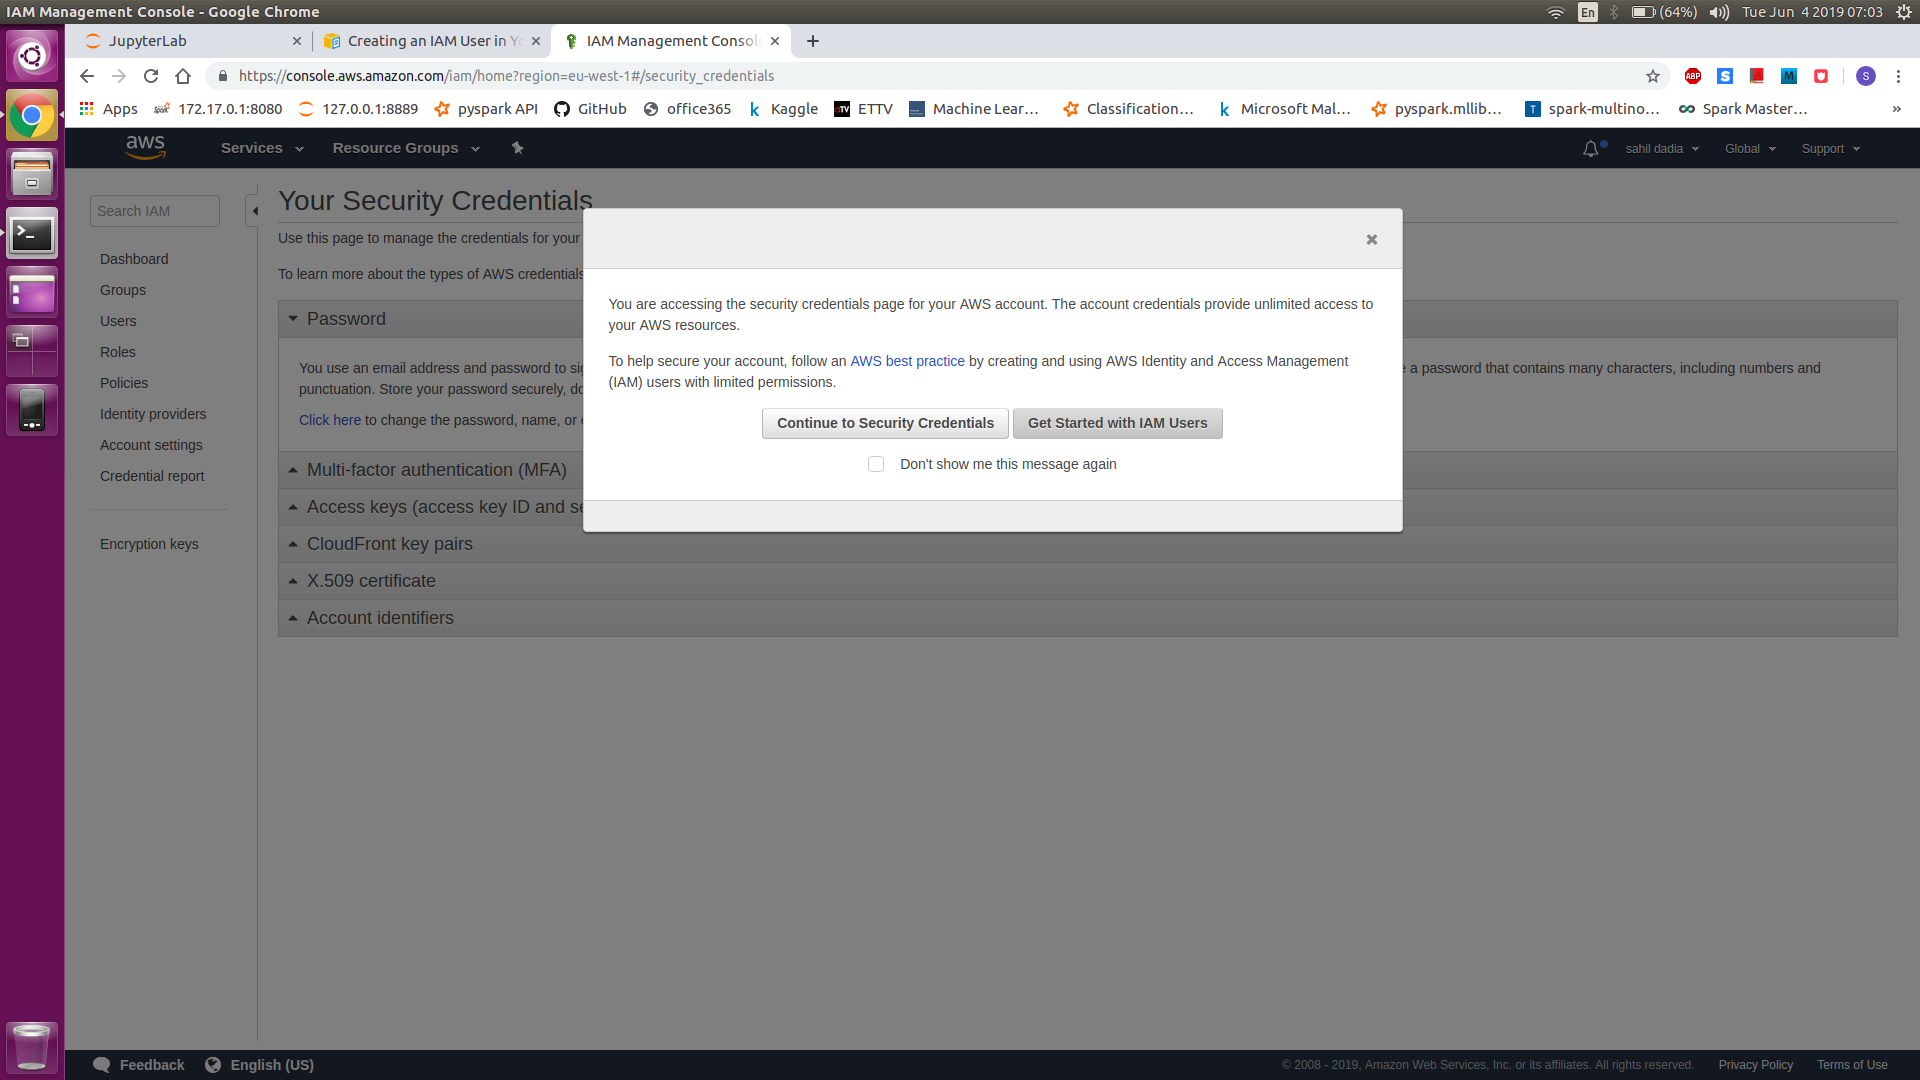 IAM Management Console - Google Chrome
En (64%) Tue Jun 4 2019 07:03
JupyterLab Creating an IAM User in Y IAM Management Consol
https://console.aws.amazon.com/iam/home?region=eu-west-1#/security_credentials
ABP S M S
Apps Spark 172.17.0.1:8080 127.0.0.1:8889 pyspark API GitHub office365 k Kaggle ETTV Machine Lear... Classification... k Microsoft Mal... pyspark.mllib... T spark-multino... Spark Master... »
aws Services Resource Groups sahil dadia Global Support
Search IAM
Dashboard
Groups
Users
Roles
Policies
Identity providers
Account settings
Credential report
Encryption keys
Your Security Credentials
Use this page to manage the credentials for your
To learn more about the types of AWS credentials
Password
You use an email address and password to sig
e a password that contains many characters, including numbers and
punctuation. Store your password securely, do
Click here to change the password, name, or e
Multi-factor authentication (MFA)
Access keys (access key ID and se
CloudFront key pairs
X.509 certificate
Account identifiers
You are accessing the security credentials page for your AWS account. The account credentials provide unlimited access to
your AWS resources.
To help secure your account, follow an AWS best practice by creating and using AWS Identity and Access Management
(IAM) users with limited permissions.
Continue to Security Credentials Get Started with IAM Users
Don't show me this message again
Feedback English (US) © 2008 - 2019, Amazon Web Services, Inc. or its affiliates. All rights reserved. Privacy Policy Terms of Use